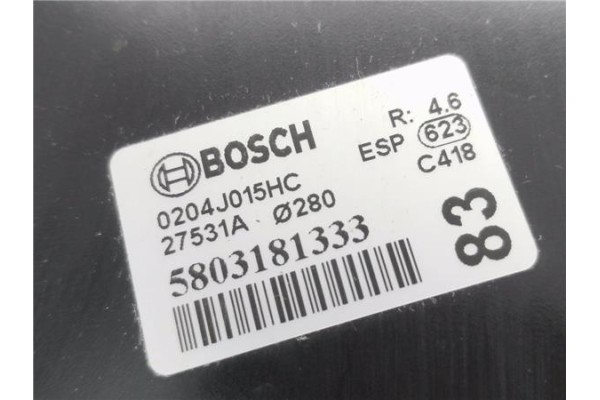 BOSCH
R: 4.6
ESP 623
C418
0204J015HC
27531A Ø280
5803181333
83